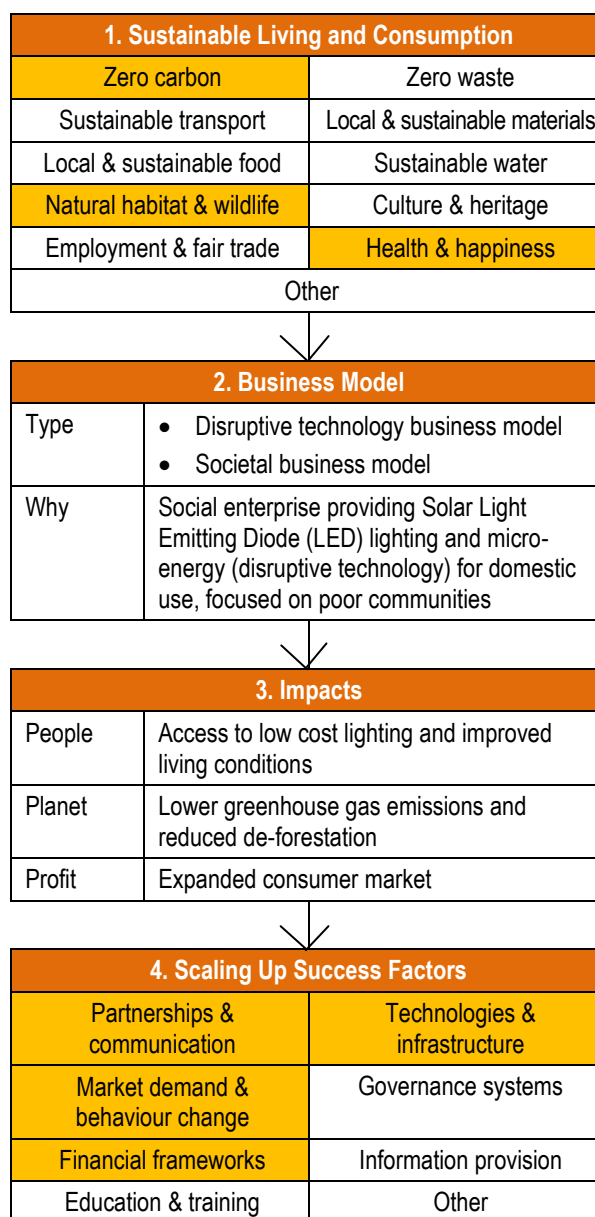 1. Sustainable Living and Consumption
Zero carbon
Zero waste
Sustainable transport
Local & sustainable materials
Local & sustainable food
Sustainable water
Natural habitat & wildlife
Culture & heritage
Employment & fair trade
Health & happiness
Other
2. Business Model
Type
• Disruptive technology business model
• Societal business model
Why
Social enterprise providing Solar Light
Emitting Diode (LED) lighting and micro-
energy (disruptive technology) for domestic
use, focused on poor communities
3. Impacts
People
Access to low cost lighting and improved
living conditions
Planet
Lower greenhouse gas emissions and
reduced de-forestation
Profit
Expanded consumer market
4. Scaling Up Success Factors
Partnerships &
communication
Technologies &
infrastructure
Market demand &
behaviour change
Governance systems
Financial frameworks
Information provision
Education & training
Other